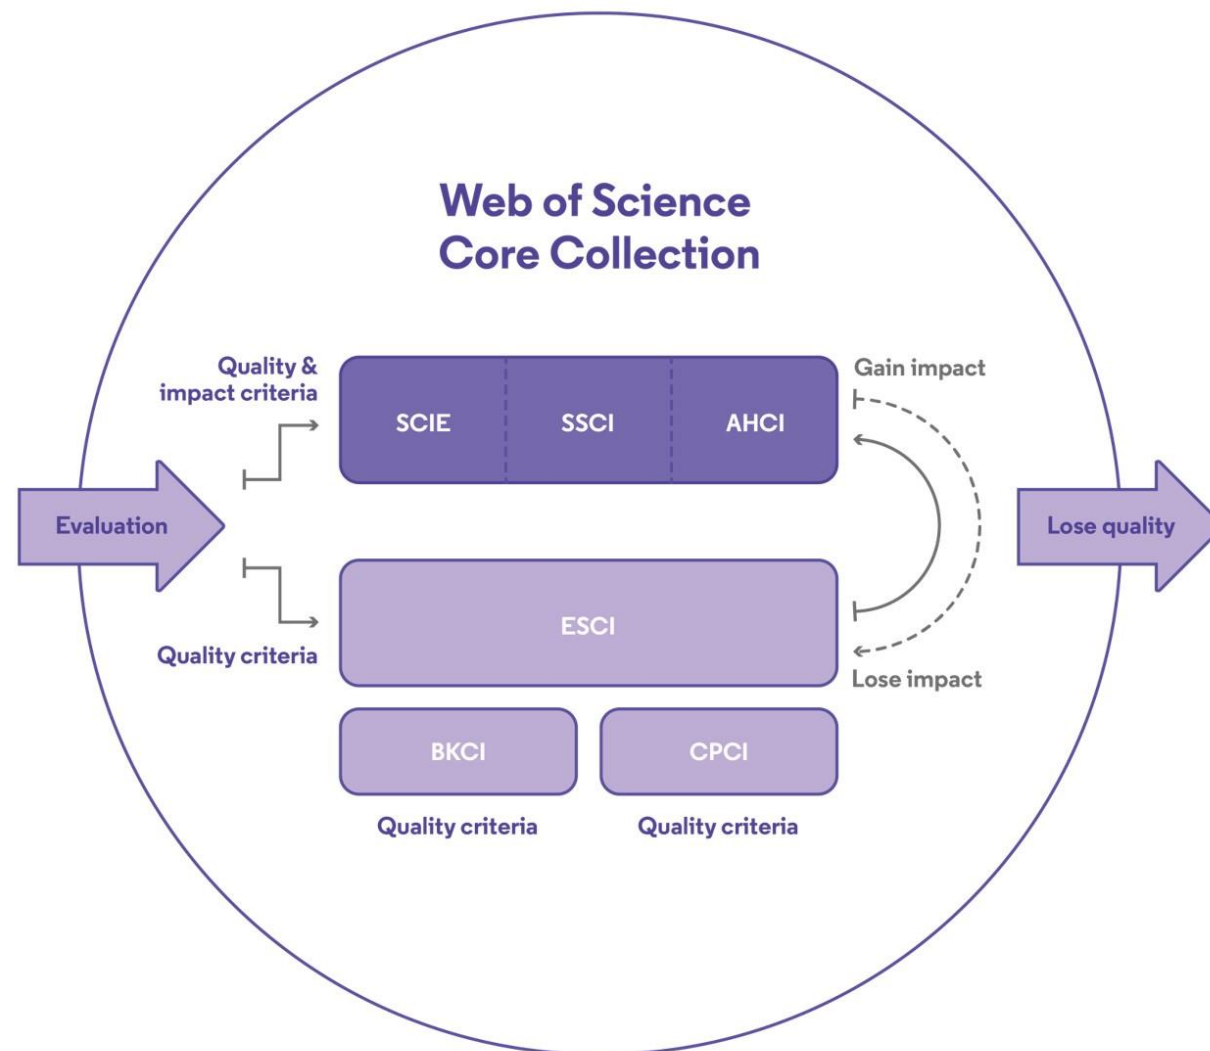 Web of Science
Core Collection
Quality &
impact criteria
SCIE
SSCI
AHCI
Gain impact
Evaluation
Lose quality
ESCI
Quality criteria
Lose impact
BKCI
CPCI
Quality criteria
Quality criteria